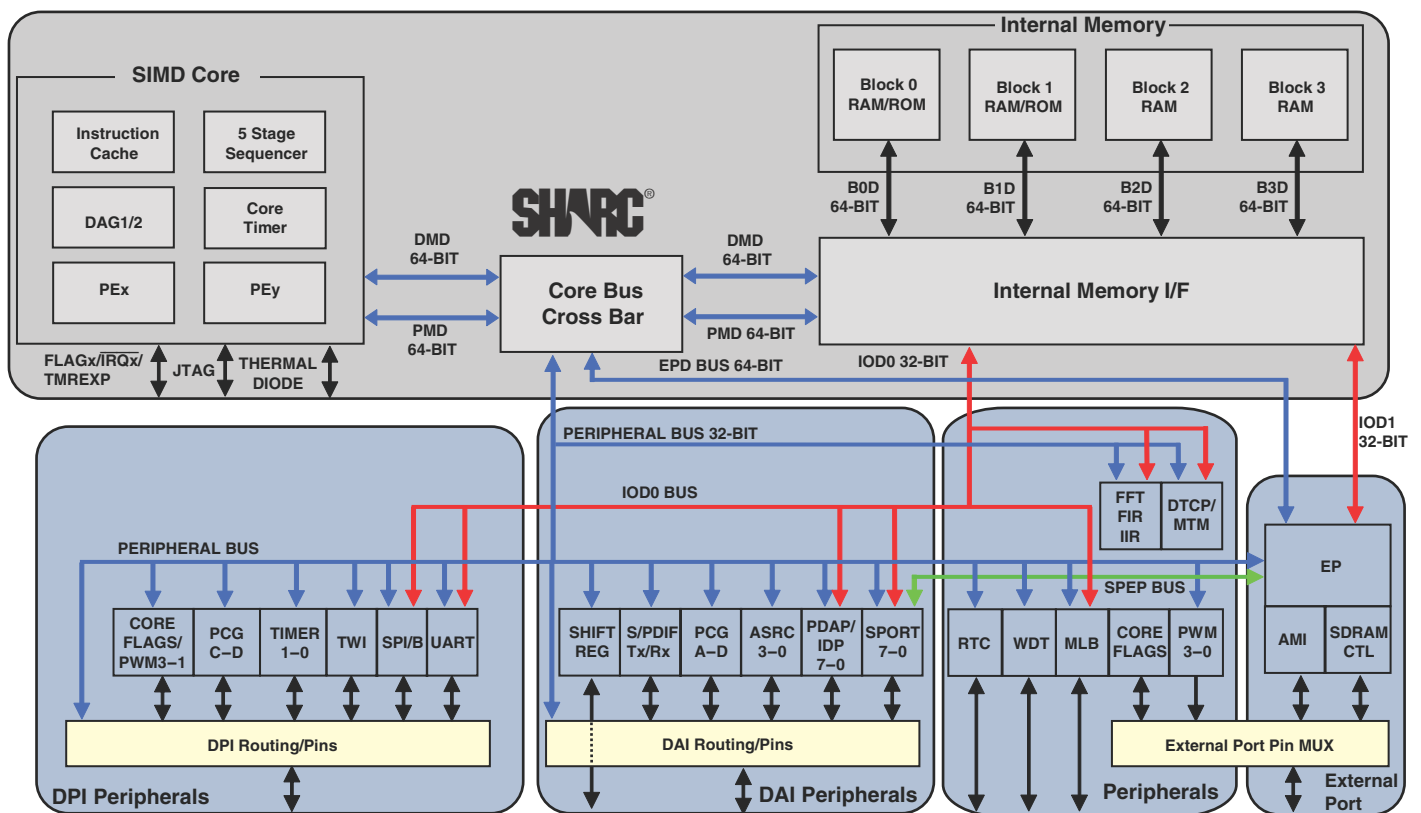 Internal Memory
SIMD Core
Block 0
RAM/ROM
Block 1
RAM/ROM
Block 2
RAM
Block 3
RAM
Instruction
Cache
5 Stage
Sequencer
DAG1/2
Core
Timer
PEx
PEy
B0D
64-BIT
B1D
64-BIT
B2D
64-BIT
B3D
64-BIT
SHARC®
DMD
64-BIT
DMD
64-BIT
Core Bus
Cross Bar
Internal Memory I/F
PMD
64-BIT
PMD 64-BIT
FLAGx/IRQx/
TMREXP
JTAG
THERMAL
DIODE
EPD BUS 64-BIT
IOD0 32-BIT
IOD1
32-BIT
PERIPHERAL BUS 32-BIT
IOD0 BUS
FFT
FIR
IIR
DTCP/
MTM
PERIPHERAL BUS
SPEP BUS
EP
CORE
FLAGS/
PWM3–1
PCG
C–D
TIMER
1–0
TWI
SPI/B
UART
SHIFT
REG
S/PDIF
Tx/Rx
PCG
A–D
ASRC
3–0
PDAP/
IDP
7–0
SPORT
7–0
RTC
WDT
MLB
CORE
FLAGS
PWM
3–0
AMI
SDRAM
CTL
DPI Routing/Pins
DAI Routing/Pins
External Port Pin MUX
DPI Peripherals
DAI Peripherals
Peripherals
External
Port